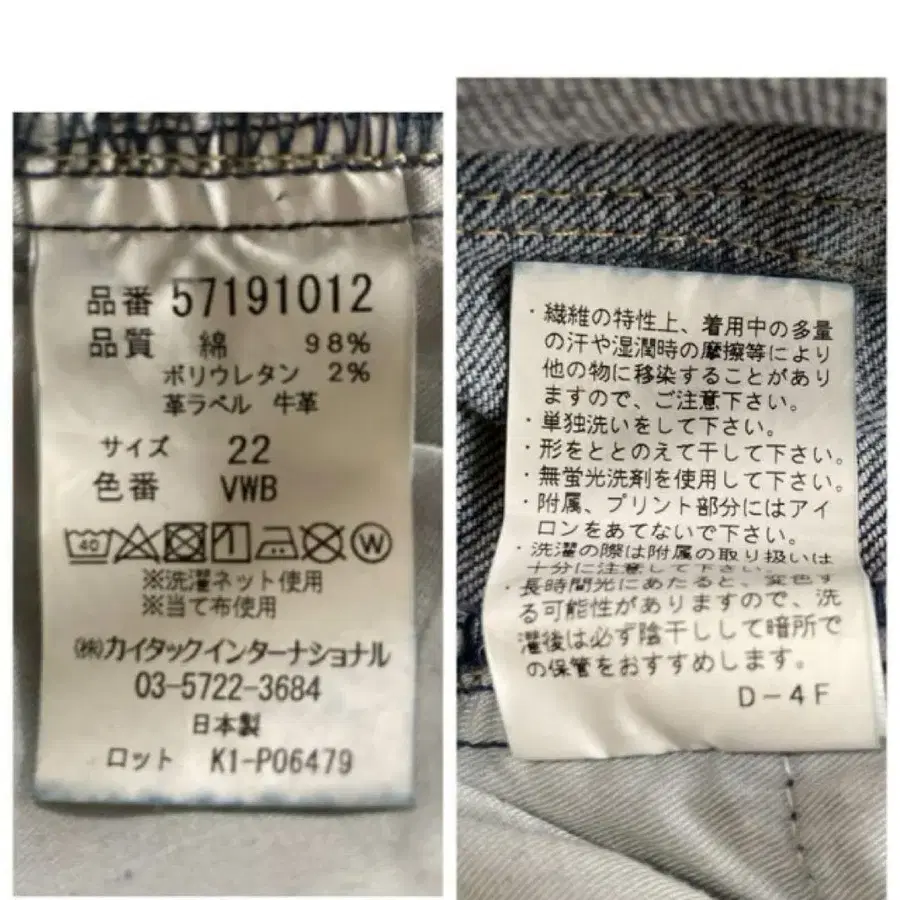 品番 57191012
品質 綿 98%
ポリウレタン 2%
革ラベル 牛革
サイズ 22
色番 VWB
40 W
※洗濯ネット使用
※当て布使用
㈱カイタックインターナショナル
03-5722-3684
日本製
ロット K1-P06479
・繊維の特性上、着用中の多量
の汗や湿潤時の摩擦等により
他の物に移染することがあり
ますので、ご注意下さい。
・単独洗いをして下さい。
・形をととのえて干して下さい。
・無蛍光洗剤を使用して下さい。
・附属、プリント部分にはアイ
ロンをあてないで下さい。
・洗濯の際は附属の取り扱いは
十分に注意して下さい。
・長時間光にあたると、変色す
る可能性がありますので、洗
濯後は必ず陰干しして暗所で
の保管をおすすめします。
D-4F